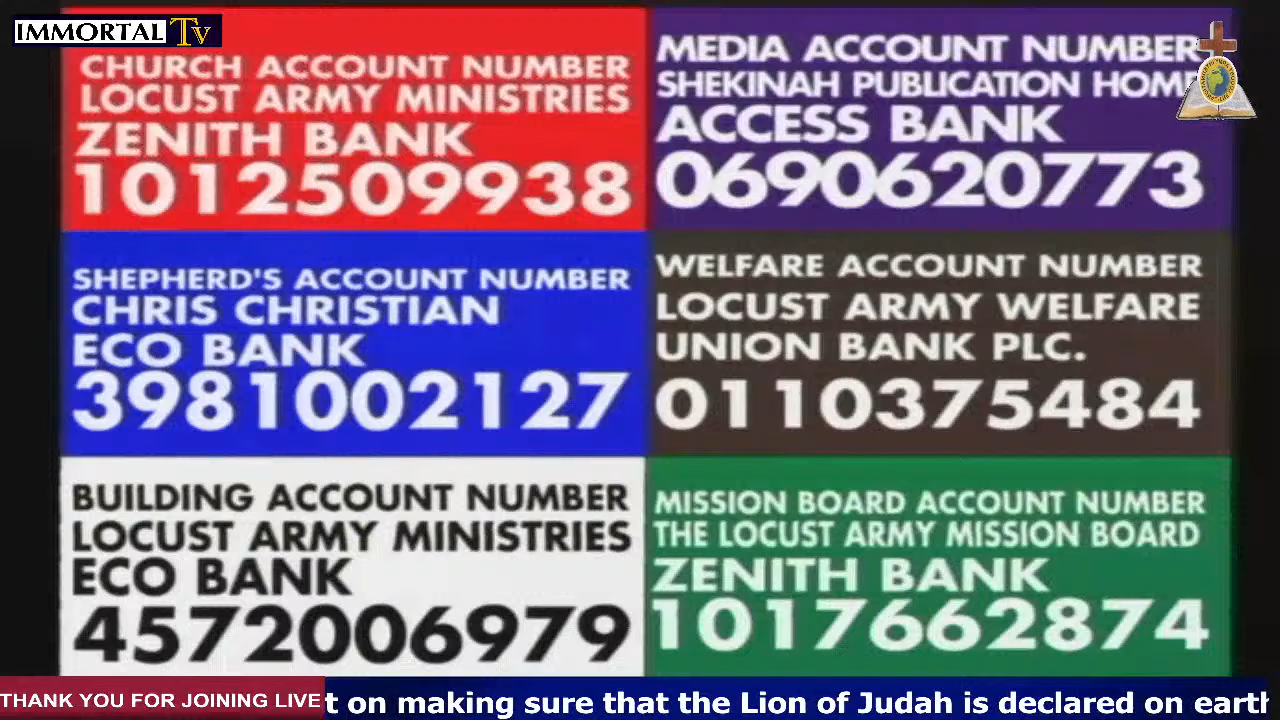 IMMORTAL Tv
CHURCH ACCOUNT NUMBER
LOCUST ARMY MINISTRIES
ZENITH BANK
1012509938
MEDIA ACCOUNT NUMBER
SHEKINAH PUBLICATION HOME
ACCESS BANK
0690620773
SHEPHERD'S ACCOUNT NUMBER
CHRIS CHRISTIAN
ECO BANK
3981002127
WELFARE ACCOUNT NUMBER
LOCUST ARMY WELFARE
UNION BANK PLC.
0110375484
BUILDING ACCOUNT NUMBER
LOCUST ARMY MINISTRIES
ECO BANK
4572006979
MISSION BOARD ACCOUNT NUMBER
THE LOCUST ARMY MISSION BOARD
ZENITH BANK
1017662874
THANK YOU FOR JOINING LIVE
on making sure that the Lion of Judah is declared on